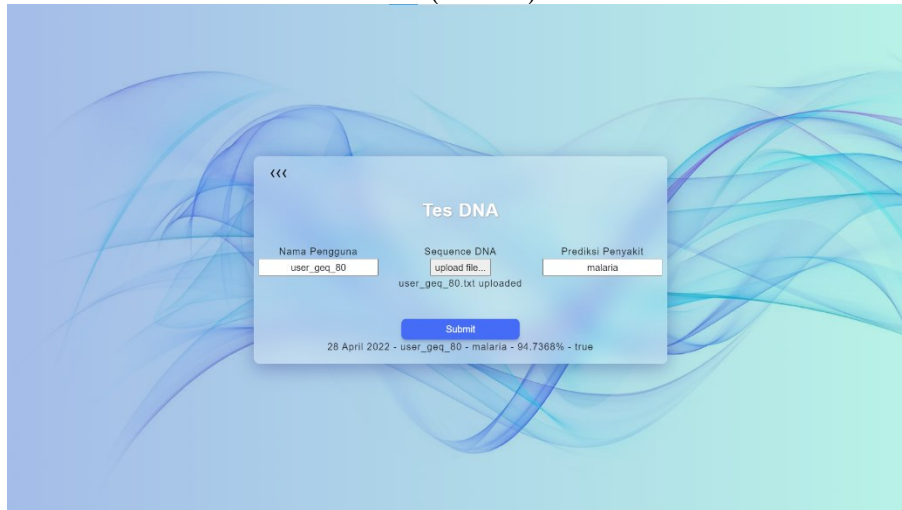 ‹‹‹
Tes DNA
Nama Pengguna
Sequence DNA
Prediksi Penyakit
user_geq_80
upload file...
malaria
user_geq_80.txt uploaded
Submit
28 April 2022 - user_geq_80 - malaria - 94.7368% - true